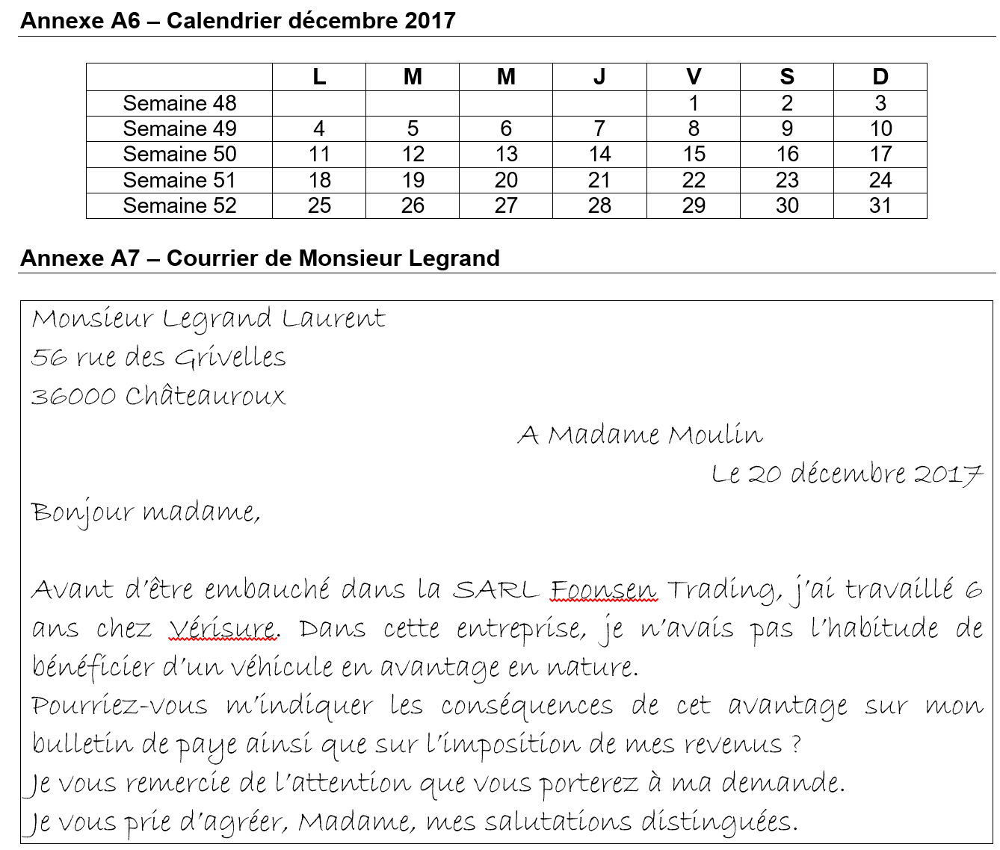 Annexe A6 – Calendrier décembre 2017
L M M J V S D
Semaine 48 1 2 3
Semaine 49 4 5 6 7 8 9 10
Semaine 50 11 12 13 14 15 16 17
Semaine 51 18 19 20 21 22 23 24
Semaine 52 25 26 27 28 29 30 31
Annexe A7 – Courrier de Monsieur Legrand
Monsieur Legrand Laurent
56 rue des Grivelles
36000 Châteauroux
A Madame Moulin
Le 20 décembre 2017
Bonjour madame,
Avant d'être embauché dans la SARL Foonsen Trading, j'ai travaillé 6
ans chez Vérisure. Dans cette entreprise, je n'avais pas l'habitude de
bénéficier d'un véhicule en avantage en nature.
Pourriez-vous m'indiquer les conséquences de cet avantage sur mon
bulletin de paye ainsi que sur l'imposition de mes revenus ?
Je vous remercie de l'attention que vous porterez à ma demande.
Je vous prie d'agréer, Madame, mes salutations distinguées.